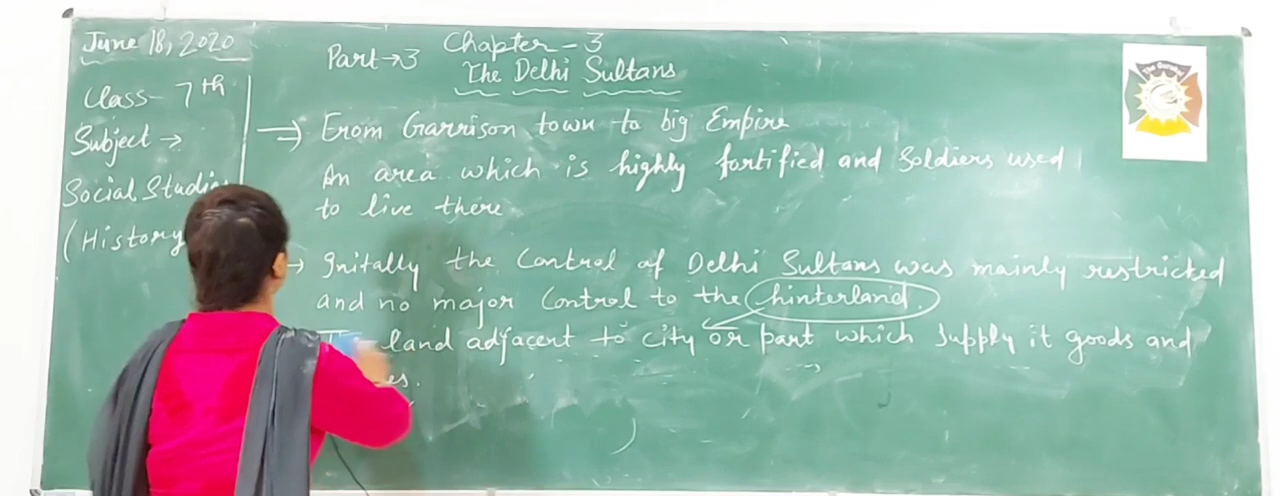 June 18, 2020
Class- 7th
Subject →
Social Studies
(History
Part→3
Chapter-3
The Delhi Sultans
→ From Garrison town to big Empire
An area which is highly fortified and Soldiers used
to live there
→ Initally the control of Delhi Sultans was mainly restricted
and no major control to the hinterland.
land adjacent to city or part which supply it goods and